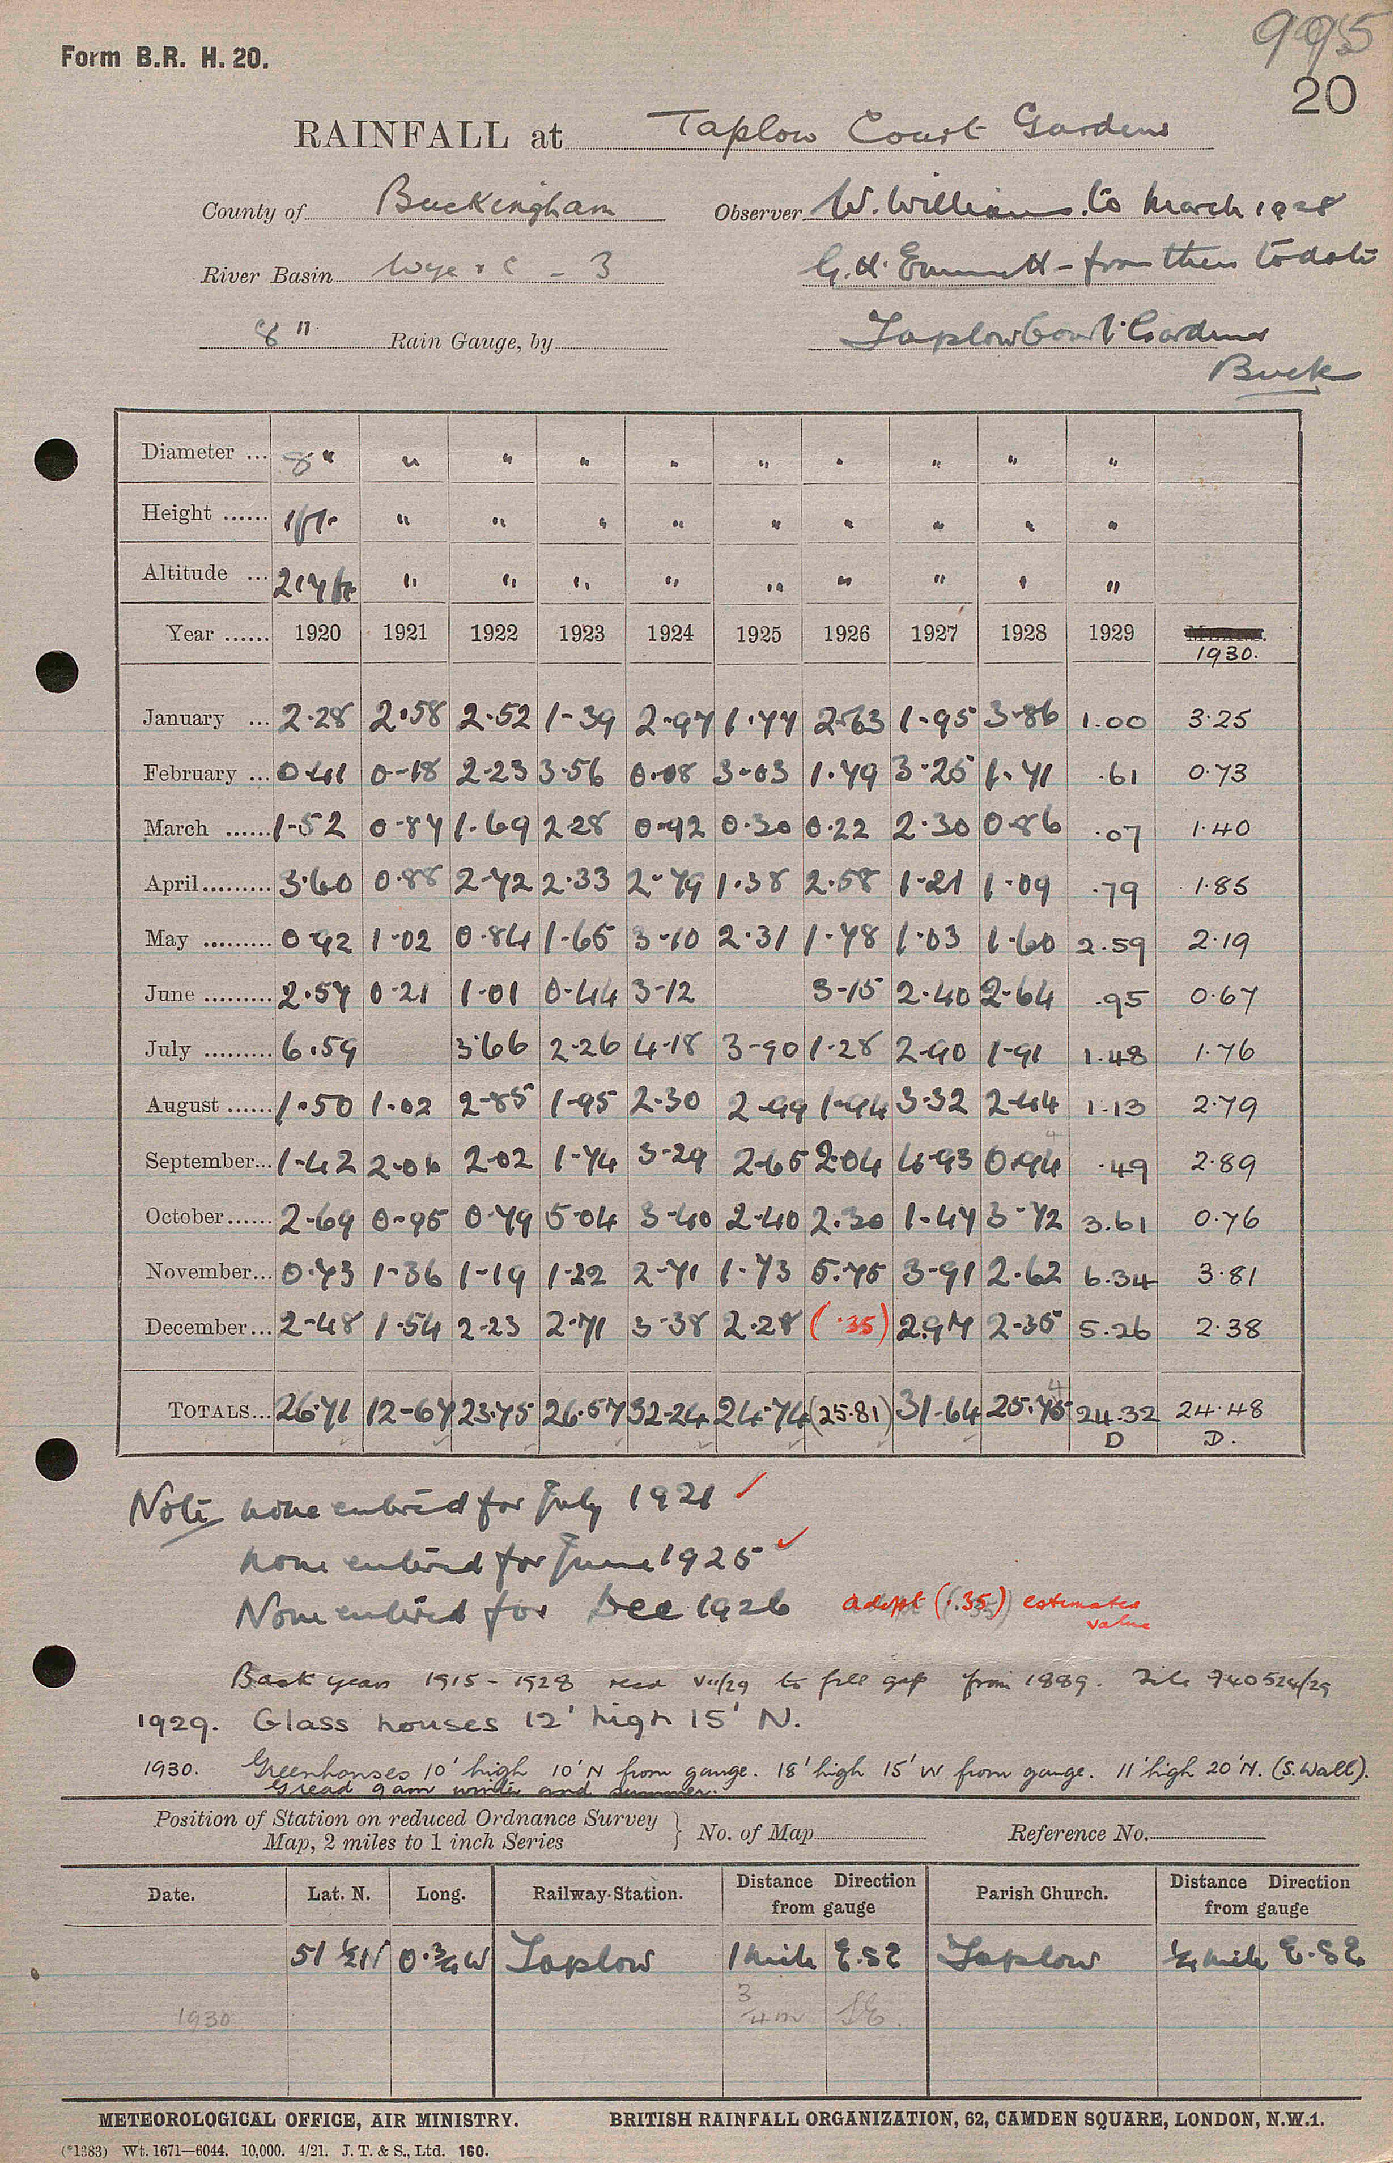 995
Form B.R. H. 20.
20
RAINFALL at Taplow Court Gardens
County of Buckingham Observer W. Williams. to March 1928
River Basin Wye & C - 3 G. H. Emmett - from then to date
8" Rain Gauge, by Taplow Court Gardens
Buck
Diameter ... 8" " " " " " " " " "
Height ...... 1ft. " " " " " " " " "
Altitude ... 217ft " " " " " " " " "
Year ...... 1920 1921 1922 1923 1924 1925 1926 1927 1928 1929 1930.
January ... 2.28 2.58 2.52 1-39 2-97 1.77 2.63 1-95 3-86 1.00 3.25
February ... 0.41 0-18 2-23 3.56 0.08 3-03 1.79 3-25 1.71 .61 0.73
March ...... 1-52 0-87 1.69 2.28 0-92 0.30 0.22 2.30 0.86 .07 1.40
April......... 3.60 0.88 2-72 2.33 2-79 1.38 2.58 1-21 1-09 .79 1.85
May ......... 0.92 1-02 0.84 1-65 3-10 2.31 1-78 1-03 1.60 2.59 2.19
June ......... 2.57 0-21 1-01 0-44 3-12 3-15 2.40 2-64 .95 0.67
July ......... 6.59 3.66 2-26 4-18 3-90 1-28 2-90 1-91 1.48 1.76
August ...... 1.50 1.02 2-85 1-95 2-30 2-99 1-94 3-32 2-44 1.13 2.79
September... 1-42 2-06 2-02 1-74 3-29 2-65 2.04 4-93 0.94 .49 2.89
October...... 2-69 0-95 0-79 5-04 3-40 2-40 2.30 1-47 3-72 3.61 0.76
November... 0.73 1-36 1-19 1-22 2-71 1-73 5.75 3-91 2.62 6.34 3.81
December... 2-48 1.54 2-23 2-71 3-38 2.28 (.35) 2.97 2-35 5.26 2.38
TOTALS... 26.71 12-67 23.75 26.57 32-24 24.74 (25.81) 31-64 25.75 4 24.32 24.48
D D.
Note none entered for July 1921 ✓
none entered for June 1925 ✓
None entered for Dec 1926 adopt (.35) estimates value
Back years 1915 - 1928 recd VII/29 to fill gap from 1889. File 740524/29
1929. Glass houses 12' high 15' N.
1930. Greenhouses 10' high 10' N from gauge. 18' high 15' W from gauge. 11' high 20' N. (S. Wall).
G read 9am winter and summer.
Position of Station on reduced Ordnance Survey Map, 2 miles to 1 inch Series } No. of Map Reference No.
Date. Lat. N. Long. Railway Station. Distance Direction from gauge Parish Church. Distance Direction from gauge
51 ½ N 0.¾ W Taplow 1 mile E.SE Taplow ¼ mile E.SE
1930 3/4 m SE.
METEOROLOGICAL OFFICE, AIR MINISTRY. BRITISH RAINFALL ORGANIZATION, 62, CAMDEN SQUARE, LONDON, N.W.1.
(*1383) Wt. 1671—6044. 10,000. 4/21. J. T. & S., Ltd. 160.